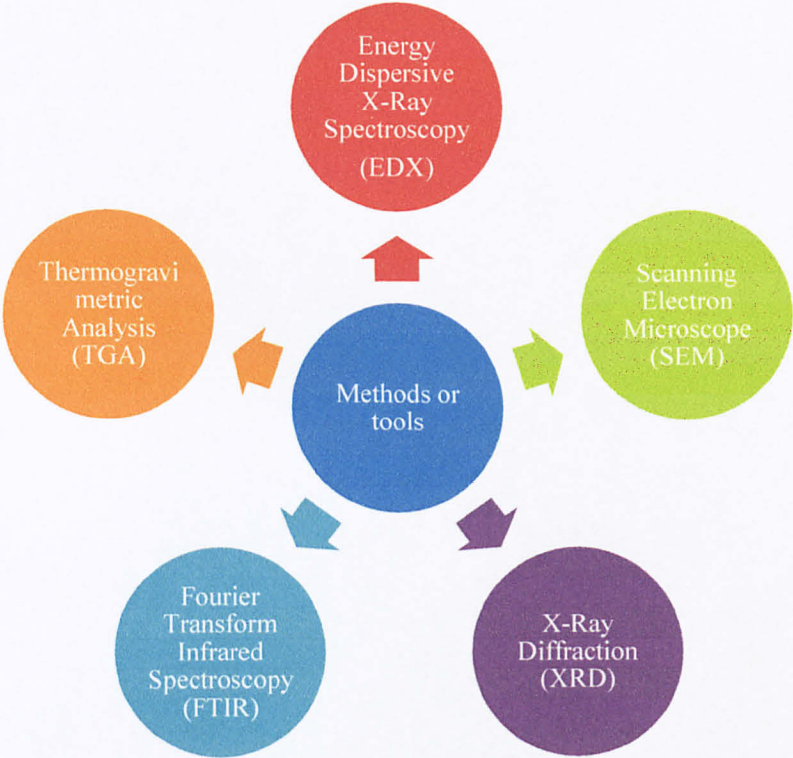 Energy
Dispersive
X-Ray
Spectroscopy
(EDX)
Thermogravi
metric
Analysis
(TGA)
Scanning
Electron
Microscope
(SEM)
Methods or
tools
Fourier
Transform
Infrared
Spectroscopy
(FTIR)
X-Ray
Diffraction
(XRD)